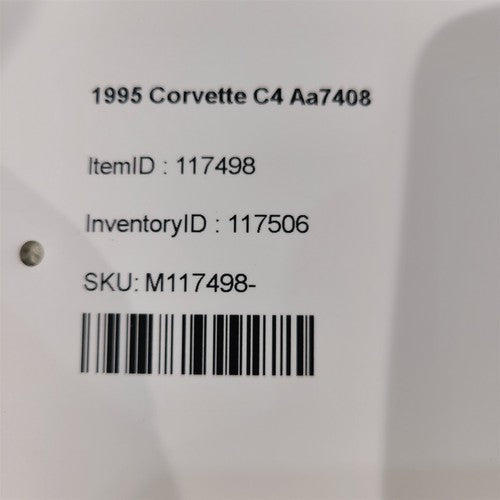 1995 Corvette C4 Aa7408
ItemID : 117498
InventoryID : 117506
SKU: M117498-